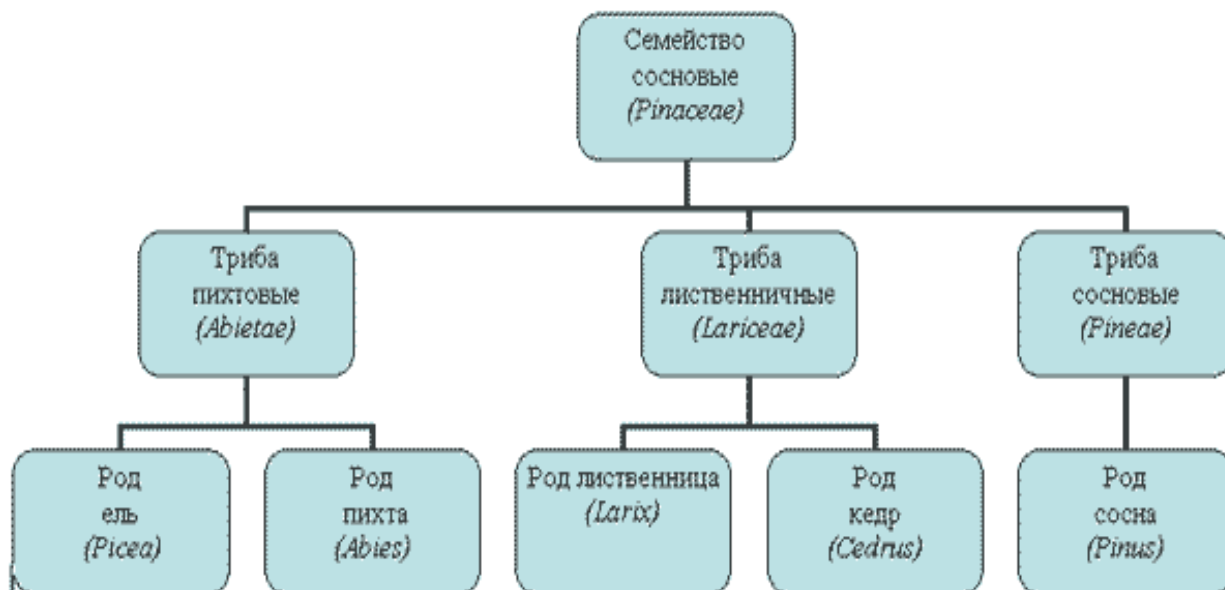 Семейство
сосновые
(Pinaceae)
Триба
пихтовые
(Abietae)
Триба
лиственничные
(Lariceae)
Триба
сосновые
(Pineae)
Род
ель
(Picea)
Род
пихта
(Abies)
Род лиственница
(Larix)
Род
кедр
(Cedrus)
Род
сосна
(Pinus)